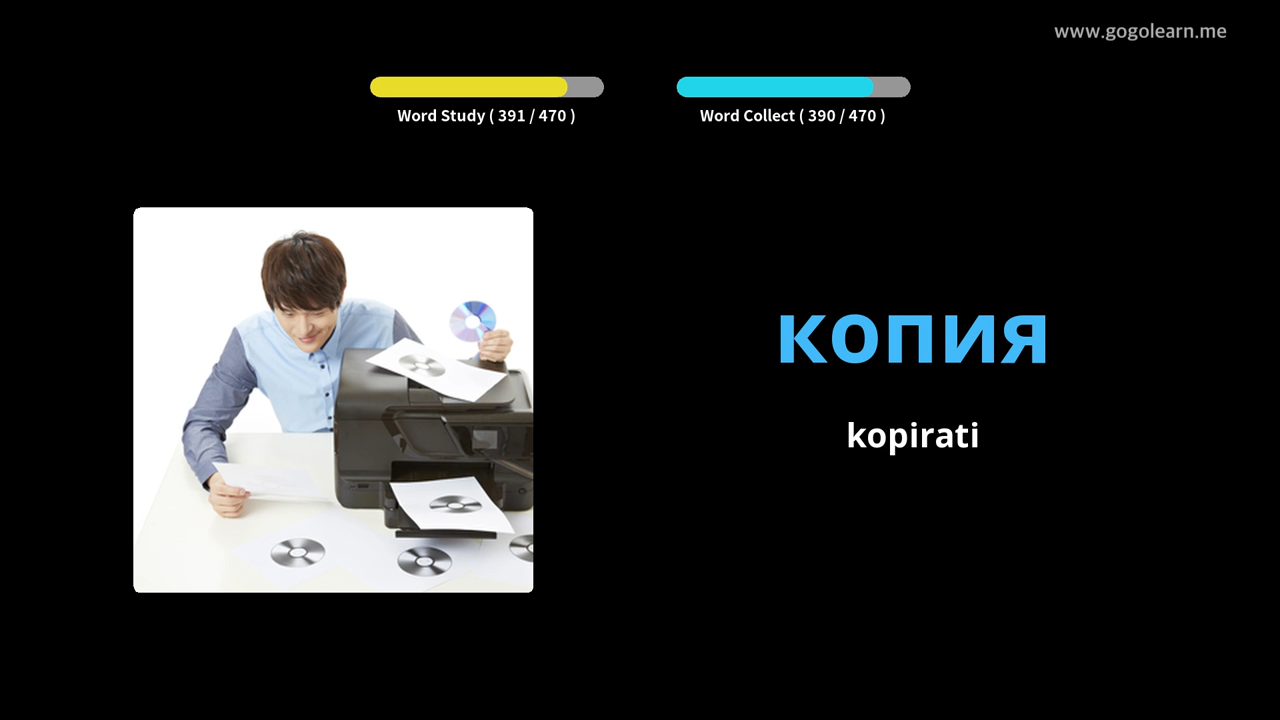 www.gogolearn.me
Word Study ( 391 / 470 )
Word Collect ( 390 / 470 )
копия
kopirati